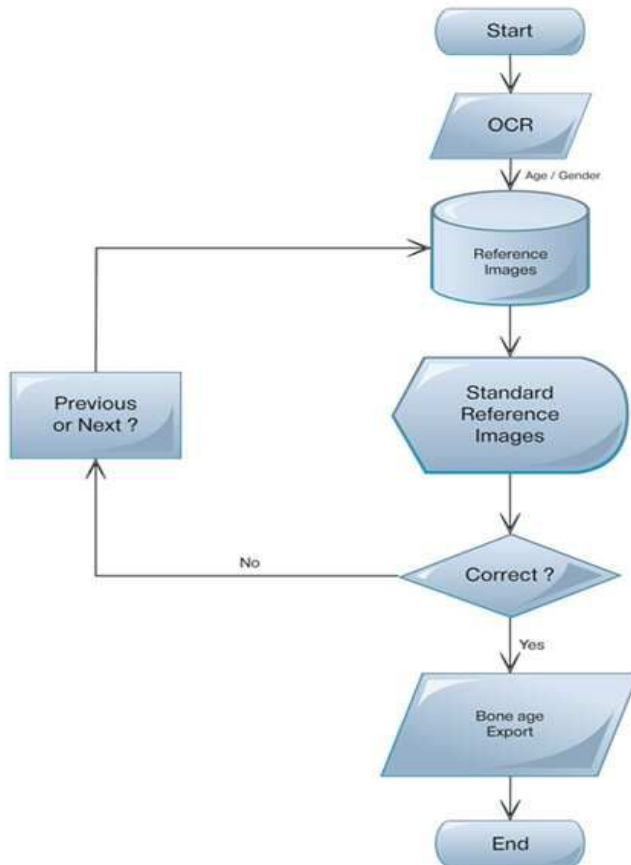 Start
OCR
Age / Gender
Reference
Images
Standard
Reference
Images
Previous
or Next ?
No
Correct ?
Yes
Bone age
Export
End